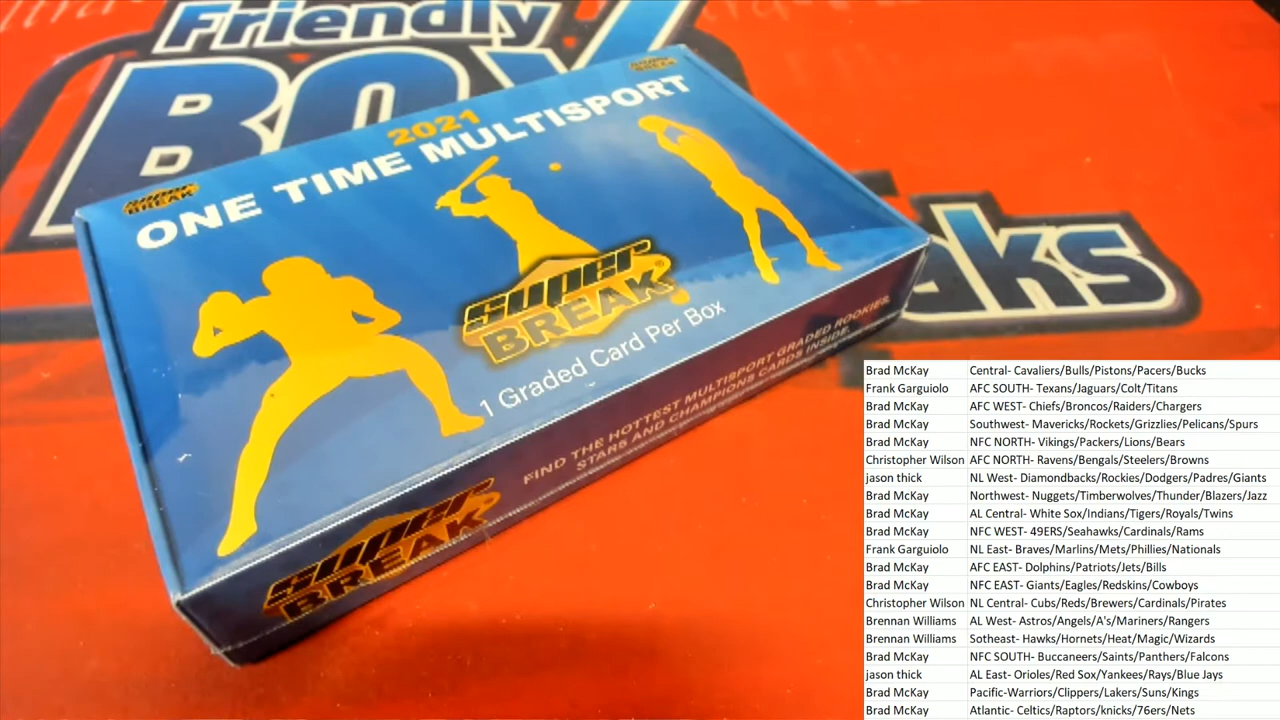 Friendly
BOX
Breaks
SUPER BREAK
SUPER BREAK
2021
ONE TIME MULTISPORT
SUPER
BREAK®
1 Graded Card Per Box
FIND THE HOTTEST MULTISPORT GRADED ROOKIES,
STARS AND CHAMPIONS CARDS INSIDE.
SUPER
BREAK
Brad McKay Central- Cavaliers/Bulls/Pistons/Pacers/Bucks
Frank Garguiolo AFC SOUTH- Texans/Jaguars/Colt/Titans
Brad McKay AFC WEST- Chiefs/Broncos/Raiders/Chargers
Brad McKay Southwest- Mavericks/Rockets/Grizzlies/Pelicans/Spurs
Brad McKay NFC NORTH- Vikings/Packers/Lions/Bears
Christopher Wilson AFC NORTH- Ravens/Bengals/Steelers/Browns
jason thick NL West- Diamondbacks/Rockies/Dodgers/Padres/Giants
Brad McKay Northwest- Nuggets/Timberwolves/Thunder/Blazers/Jazz
Brad McKay AL Central- White Sox/Indians/Tigers/Royals/Twins
Brad McKay NFC WEST- 49ERS/Seahawks/Cardinals/Rams
Frank Garguiolo NL East- Braves/Marlins/Mets/Phillies/Nationals
Brad McKay AFC EAST- Dolphins/Patriots/Jets/Bills
Brad McKay NFC EAST- Giants/Eagles/Redskins/Cowboys
Christopher Wilson NL Central- Cubs/Reds/Brewers/Cardinals/Pirates
Brennan Williams AL West- Astros/Angels/A's/Mariners/Rangers
Brennan Williams Sotheast- Hawks/Hornets/Heat/Magic/Wizards
Brad McKay NFC SOUTH- Buccaneers/Saints/Panthers/Falcons
jason thick AL East- Orioles/Red Sox/Yankees/Rays/Blue Jays
Brad McKay Pacific-Warriors/Clippers/Lakers/Suns/Kings
Brad McKay Atlantic- Celtics/Raptors/knicks/76ers/Nets